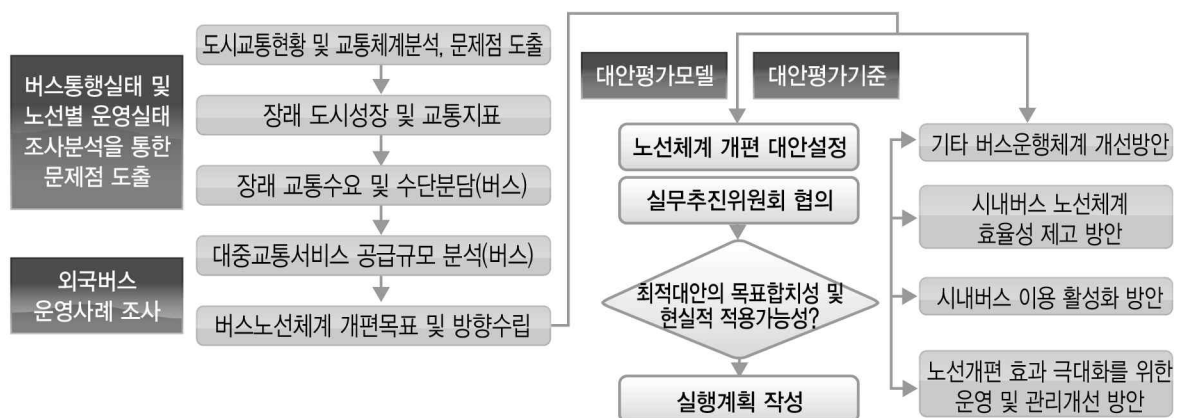 버스통행실태 및
노선별 운영실태
조사분석을 통한
문제점 도출
외국버스
운영사례 조사
도시교통현황 및 교통체계분석, 문제점 도출
장래 도시성장 및 교통지표
장래 교통수요 및 수단분담(버스)
대중교통서비스 공급규모 분석(버스)
버스노선체계 개편목표 및 방향수립
대안평가모델
대안평가기준
노선체계 개편 대안설정
실무추진위원회 협의
최적대안의 목표합치성 및
현실적 적용가능성?
실행계획 작성
기타 버스운행체계 개선방안
시내버스 노선체계
효율성 제고 방안
시내버스 이용 활성화 방안
노선개편 효과 극대화를 위한
운영 및 관리개선 방안